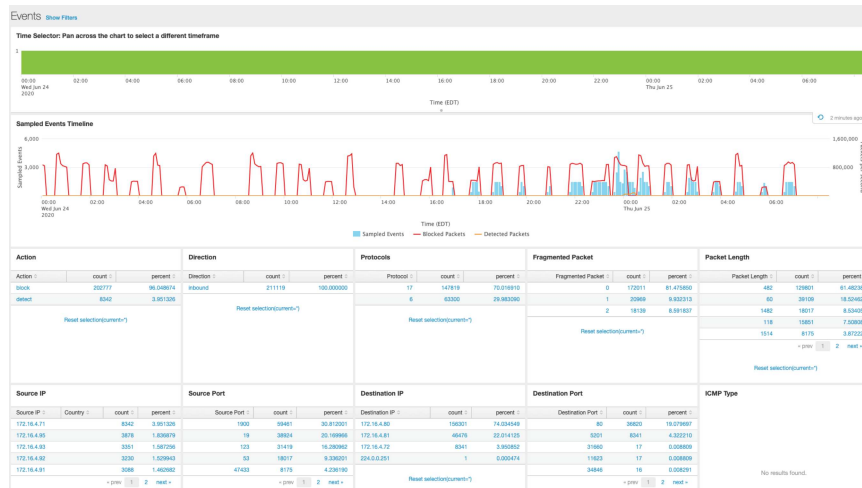 Events Show Filters
Time Selector: Pan across the chart to select a different timeframe
1
00:00 02:00 04:00 06:00 08:00 10:00 12:00 14:00 16:00 18:00 20:00 22:00 00:00 02:00 04:00 06:00
Wed Jun 24 Thu Jun 25
2020
Time (EDT)
Sampled Events Timeline
2 minutes ago
6,000 1,600,000
3,000 800,000
Sampled Events
00:00 02:00 04:00 06:00 08:00 10:00 12:00 14:00 16:00 18:00 20:00 22:00 00:00 02:00 04:00 06:00
Wed Jun 24 Thu Jun 25
2020
Time (EDT)
Sampled Events Blocked Packets Detected Packets
Action Direction Protocols Fragmented Packet Packet Length
Action count percent Direction count percent Protocol count percent Fragmented Packet count percent Packet Length count percent
block 202777 96.048674 inbound 211119 100.000000 17 147819 70.016910 0 172011 81.475850 482 129801 61.48238
detect 8342 3.951326 6 63300 29.983090 1 20969 9.932313 60 39109 18.52462
2 18139 8.591837 1482 18017 8.53405
118 15851 7.50808
1514 8175 3.87222
« prev 1 2 next »
Reset selection(current=*) Reset selection(current=*) Reset selection(current=*) Reset selection(current=*) Reset selection(current=*)
Source IP Source Port Destination IP Destination Port ICMP Type
Source IP Country count percent Source Port count percent Destination IP count percent Destination Port count percent
172.16.4.71 8342 3.951326 1900 59461 30.812001 172.16.4.80 156301 74.034549 80 36820 19.079697
172.16.4.95 3878 1.836879 19 38924 20.169966 172.16.4.81 46476 22.014125 5201 8341 4.322210
172.16.4.93 3351 1.587256 123 31419 16.280962 172.16.4.72 8341 3.950852 31660 17 0.008809
172.16.4.92 3230 1.529943 53 18017 9.336201 224.0.0.251 1 0.000474 11623 17 0.008809
172.16.4.91 3088 1.462682 47433 8175 4.236190 34846 16 0.008291
No results found.
« prev 1 2 next » « prev 1 2 next » Reset selection(current=*) « prev 1 2 next »